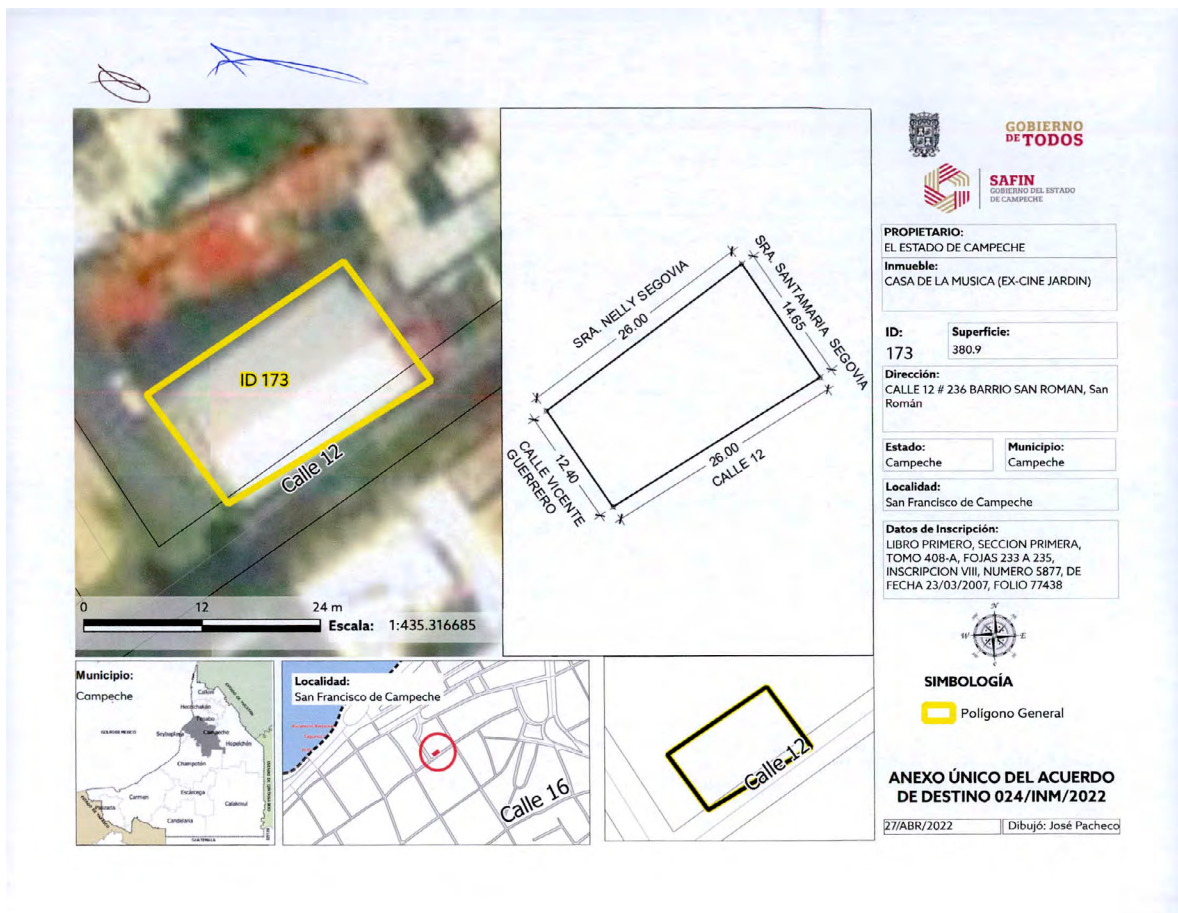 ID 173
Calle 12
0 12 24 m
Escala: 1:435.316685
SRA. NELLY SEGOVIA
26.00
SRA. SANTAMARIA SEGOVIA
14.65
12.40
CALLE VICENTE
GUERRERO
26.00
CALLE 12
GOBIERNO
DE TODOS
SAFIN
GOBIERNO DEL ESTADO
DE CAMPECHE
PROPIETARIO:
EL ESTADO DE CAMPECHE
Inmueble:
CASA DE LA MUSICA (EX-CINE JARDIN)
ID:
173
Superficie:
380.9
Dirección:
CALLE 12 # 236 BARRIO SAN ROMAN, San
Román
Estado:
Campeche
Municipio:
Campeche
Localidad:
San Francisco de Campeche
Datos de Inscripción:
LIBRO PRIMERO, SECCION PRIMERA,
TOMO 408-A, FOJAS 233 A 235,
INSCRIPCION VIII, NUMERO 5877, DE
FECHA 23/03/2007, FOLIO 77438
N
W E
S
SIMBOLOGÍA
Polígono General
ANEXO ÚNICO DEL ACUERDO
DE DESTINO 024/INM/2022
27/ABR/2022 Dibujó: José Pacheco
Municipio:
Campeche
Calkiní
Hecelchakán
Tenabo
Campeche
Seybaplaya
Hopelchén
Champotón
Escárcega
Carmen
Calakmul
Candelaria
Palizada
GUATEMALA
Localidad:
San Francisco de Campeche
Calle 16
Calle 12